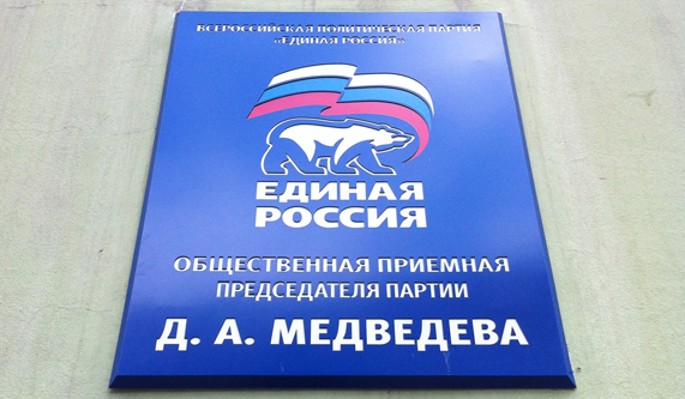 ВСЕРОССИЙСКАЯ ПОЛИТИЧЕСКАЯ ПАРТИЯ
«ЕДИНАЯ РОССИЯ»
ЕДИНАЯ
РОССИЯ
ОБЩЕСТВЕННАЯ ПРИЕМНАЯ
ПРЕДСЕДАТЕЛЯ ПАРТИИ
Д. А. МЕДВЕДЕВА